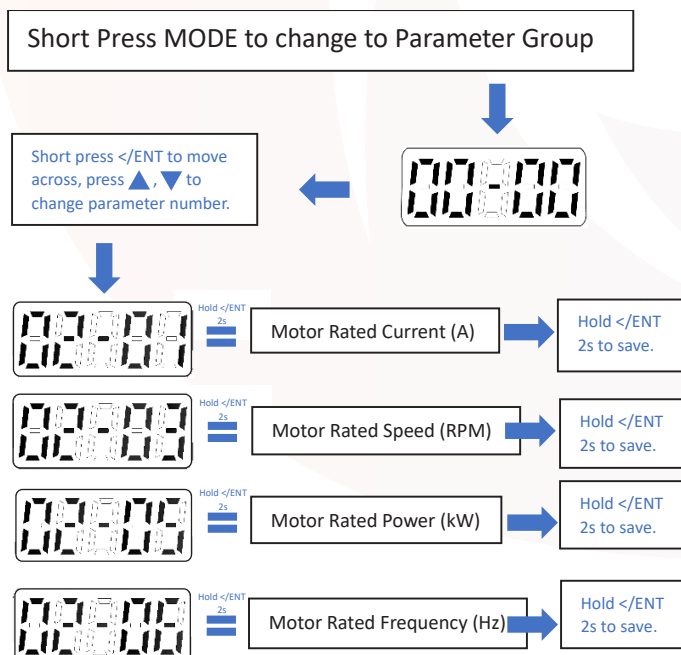 Short Press MODE to change to Parameter Group
Short press </ENT to move
across, press ▲, ▼ to
change parameter number.
00-00
02-01
Hold </ENT
2s
Motor Rated Current (A)
Hold </ENT
2s to save.
02-03
Hold </ENT
2s
Motor Rated Speed (RPM)
Hold </ENT
2s to save.
02-05
Hold </ENT
2s
Motor Rated Power (kW)
Hold </ENT
2s to save.
02-06
Hold </ENT
2s
Motor Rated Frequency (Hz)
Hold </ENT
2s to save.